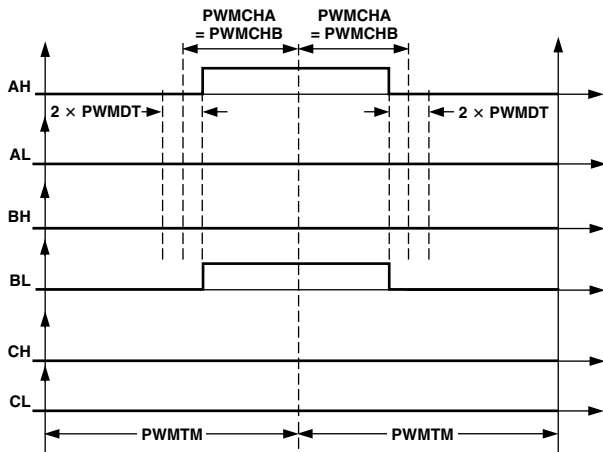 PWMCHA
= PWMCHB
PWMCHA
= PWMCHB
AH
2 × PWMDT
2 × PWMDT
AL
BH
BL
CH
CL
PWMTM
PWMTM